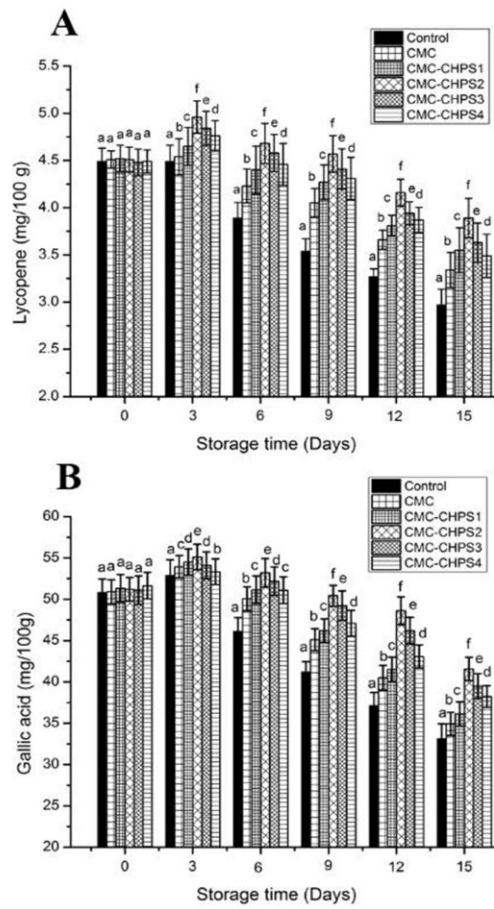 A
Control
CMC
CMC-CHPS1
CMC-CHPS2
CMC-CHPS3
CMC-CHPS4
5.5
5.0
4.5
4.0
3.5
3.0
2.5
2.0
Lycopene (mg/100 g)
a a a a a a
a b c f e d
a b c f e d
a b c f e d
a b c f e d
a b c f e d
0 3 6 9 12 15
Storage time (Days)
B
Control
CMC
CMC-CHPS1
CMC-CHPS2
CMC-CHPS3
CMC-CHPS4
60
55
50
45
40
35
30
25
20
Gallic acid (mg/100g)
a a a a a a
a c d e d b
a b c e d c
a b c f e d
a b c f e d
a b c f e d
0 3 6 9 12 15
Storage time (Days)